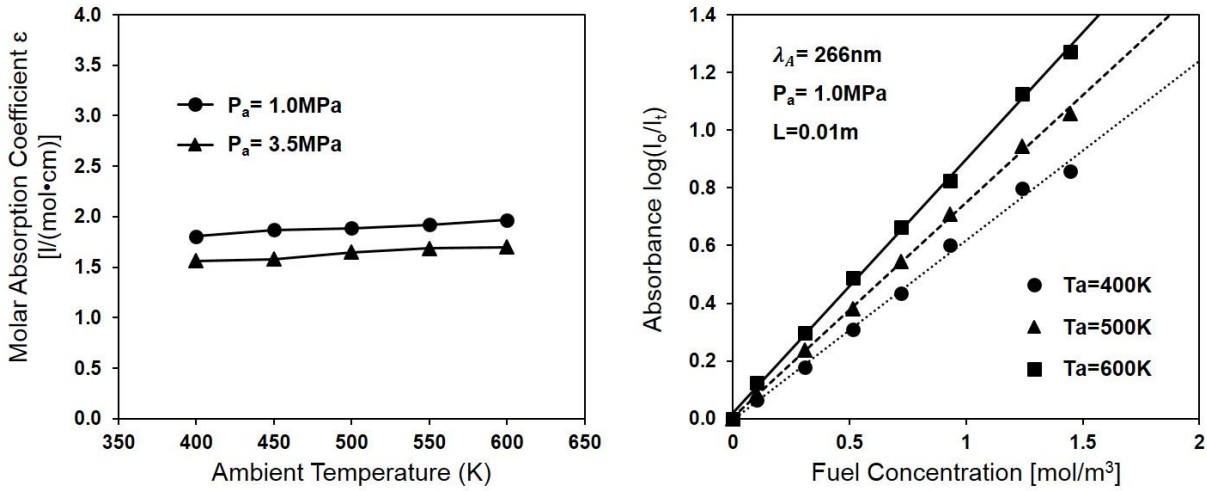 Molar Absorption Coefficient ε
[l/(mol•cm)]
4.0
3.5
3.0
2.5
2.0
1.5
1.0
0.5
0.0
Pa= 1.0MPa
Pa= 3.5MPa
350 400 450 500 550 600 650
Ambient Temperature (K)
Absorbance log(Io/It)
1.4
1.2
1.0
0.8
0.6
0.4
0.2
0.0
λA = 266nm
Pa= 1.0MPa
L=0.01m
Ta=400K
Ta=500K
Ta=600K
0 0.5 1 1.5 2
Fuel Concentration [mol/m³]